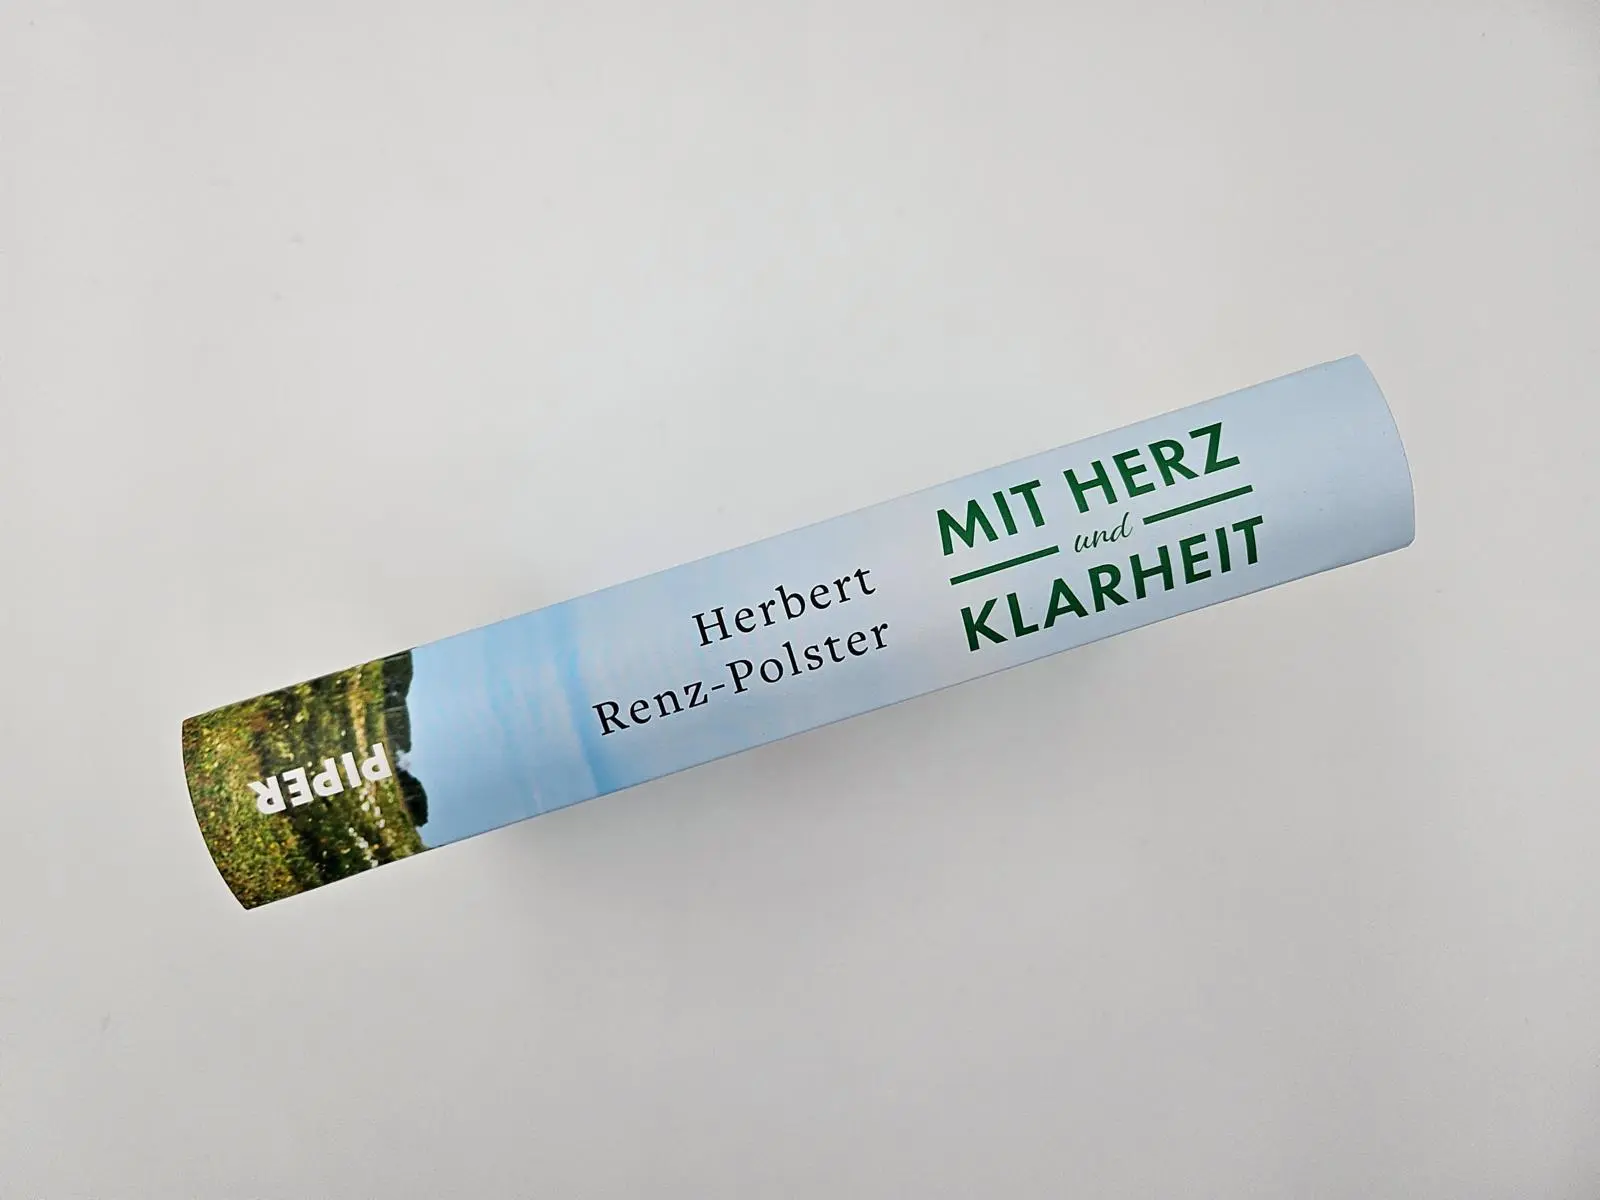 Herbert
Renz-Polster
MIT HERZ
und
KLARHEIT
PIPER